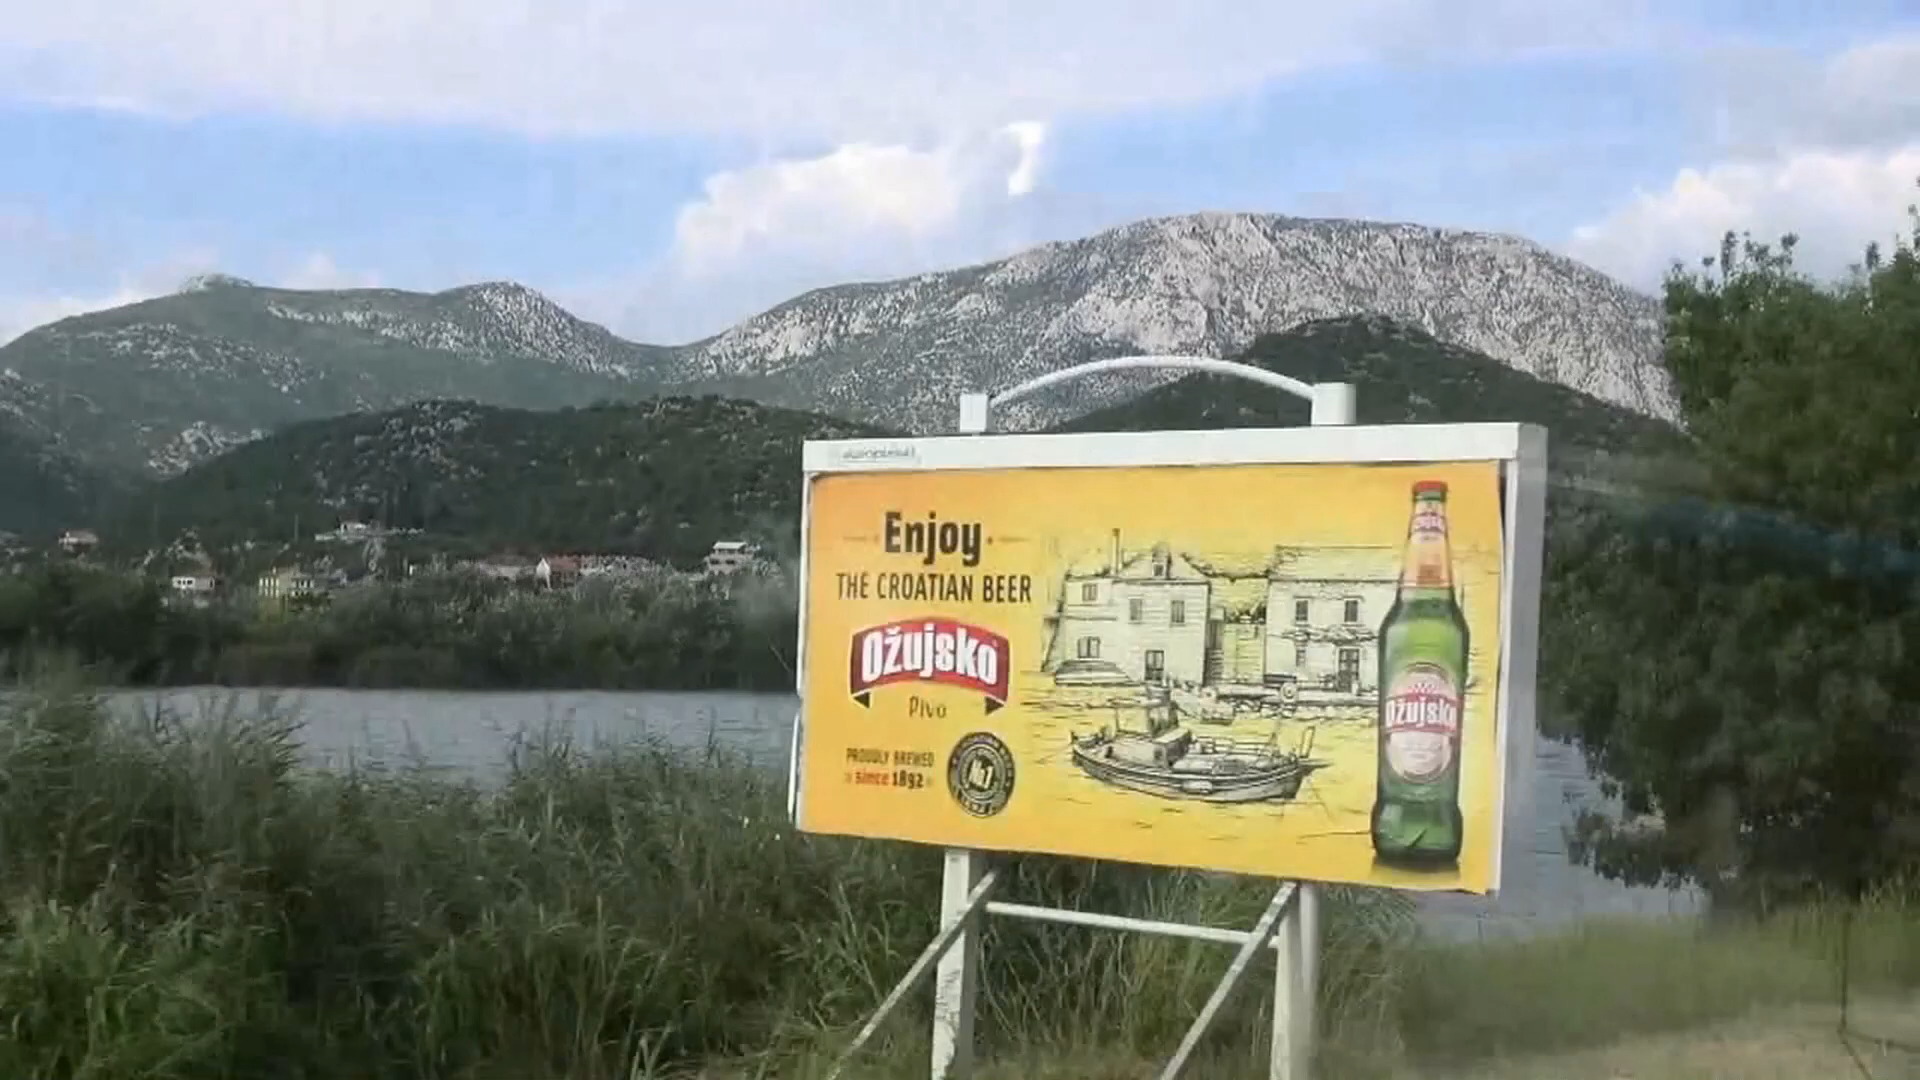 Enjoy
THE CROATIAN BEER
Ožujsko
Pivo
PROUDLY BREWED
since 1892
№1
Ožujsko